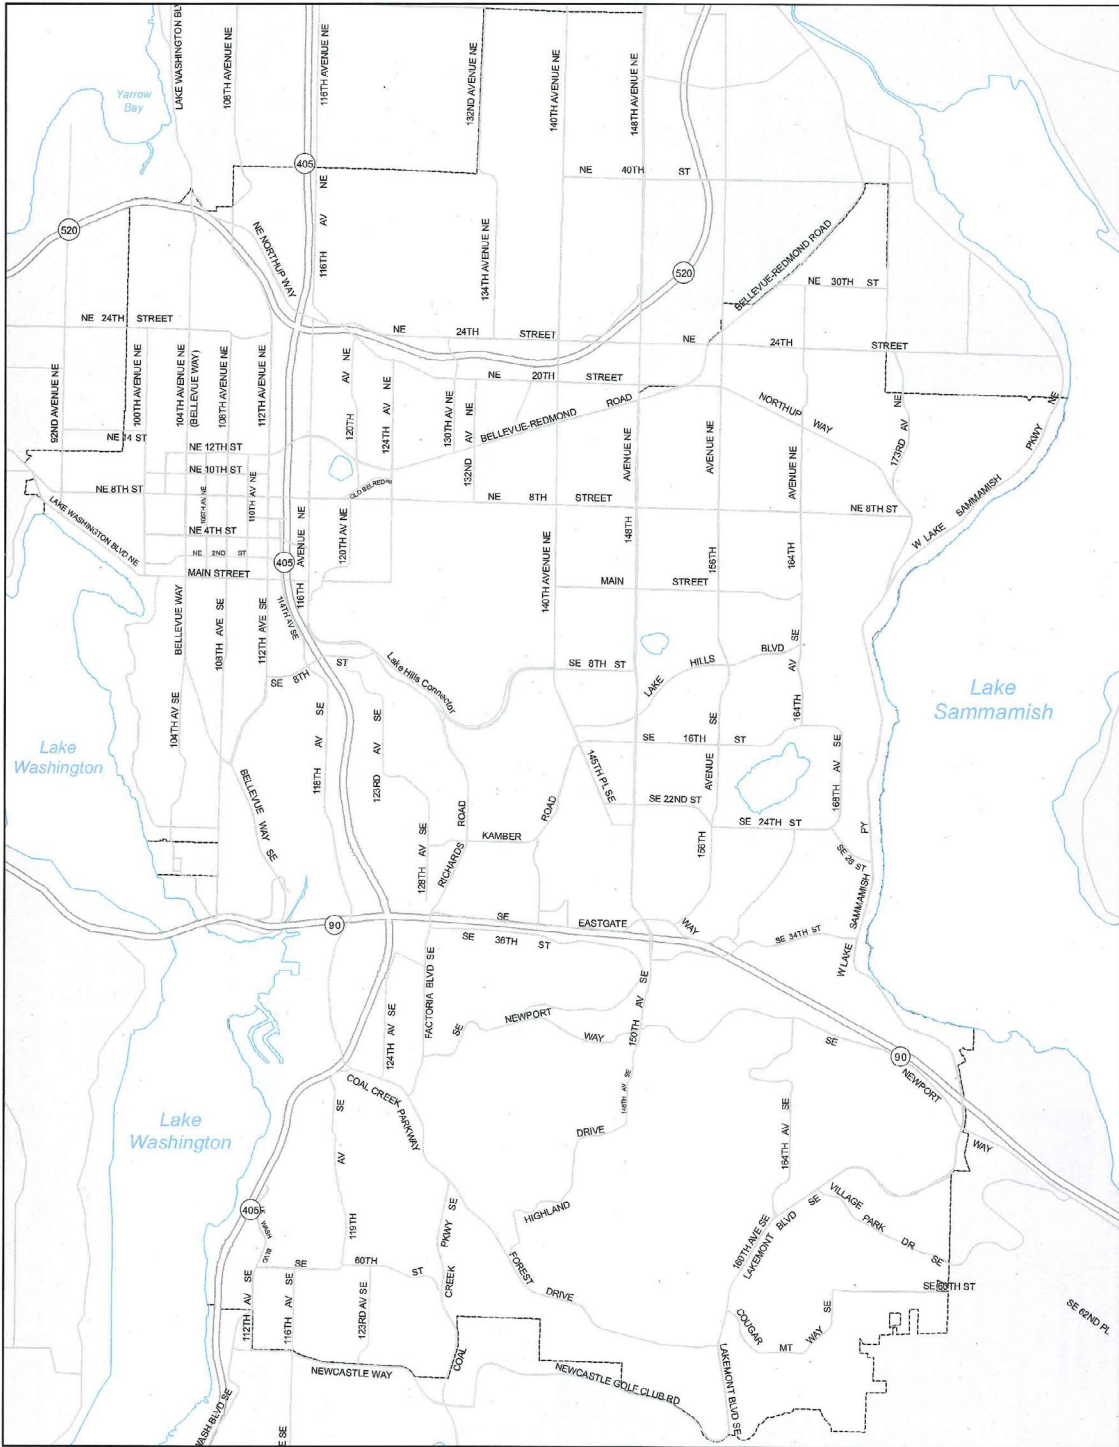 LAKE WASHINGTON BLV
108TH AVENUE NE
116TH AVENUE NE
132ND AVENUE NE
140TH AVENUE NE
148TH AVENUE NE
Yarrow
Bay
405
NE 40TH ST
520
NE NORTHUP WAY
116TH AV NE
134TH AVENUE NE
520
BELLEVUE-REDMOND ROAD
NE 30TH ST
NE 24TH STREET
NE 24TH STREET
NE 24TH STREET
92ND AVENUE NE
100TH AVENUE NE
104TH AVENUE NE
(BELLEVUE WAY)
108TH AVENUE NE
112TH AVENUE NE
120TH AV NE
124TH AV NE
130TH AV NE
132ND AV NE
NE 20TH STREET
BELLEVUE-REDMOND ROAD
NORTHUP WAY
173RD AV NE
W LAKE SAMMAMISH PKWY NE
NE 14 ST
NE 12TH ST
NE 10TH ST
NE 8TH ST
110TH AV NE
OLD BELRED RD
NE 8TH STREET
NE 8TH ST
148TH AVENUE NE
156TH AVENUE NE
164TH AVENUE NE
LAKE WASHINGTON BLVD NE
NE 4TH ST
NE 2ND ST
MAIN STREET
405
116TH AVENUE NE
120TH AV NE
140TH AVENUE NE
MAIN STREET
BELLEVUE WAY
108TH AVE SE
112TH AVE SE
114TH AV SE
SE 8TH ST
Lake Hills Connector
SE 8TH ST
LAKE HILLS BLVD
164TH AV SE
Lake
Sammamish
Lake
Washington
104TH AV SE
BELLEVUE WAY SE
118TH AV SE
123RD AV SE
128TH AV SE
RICHARDS ROAD
KAMBER ROAD
145TH PL SE
SE 16TH ST
SE 22ND ST
156TH AVENUE SE
SE 24TH ST
168TH AV SE
SE 26 ST
W LAKE SAMMAMISH PY
90
SE EASTGATE WAY
SE 36TH ST
SE 34TH ST
FACTORIA BLVD SE
124TH AV SE
SE NEWPORT WAY
150TH AV SE
SE NEWPORT WAY
90
148TH AV SE
COAL CREEK PARKWAY
Lake
Washington
119TH AV SE
HIGHLAND DRIVE
164TH AV SE
405
SE 60TH ST
COAL CREEK PKWY SE
FOREST DRIVE
160TH AVE SE
LAKEMONT BLVD SE
VILLAGE PARK DR SE
SE 60TH ST
SE 62ND PL
112TH AV SE
116TH AV SE
123RD AV SE
COUGAR MT WAY SE
NEWCASTLE WAY
NEWCASTLE GOLF CLUB RD
LAKEMONT BLVD SE
WASH BLVD SE
E SE